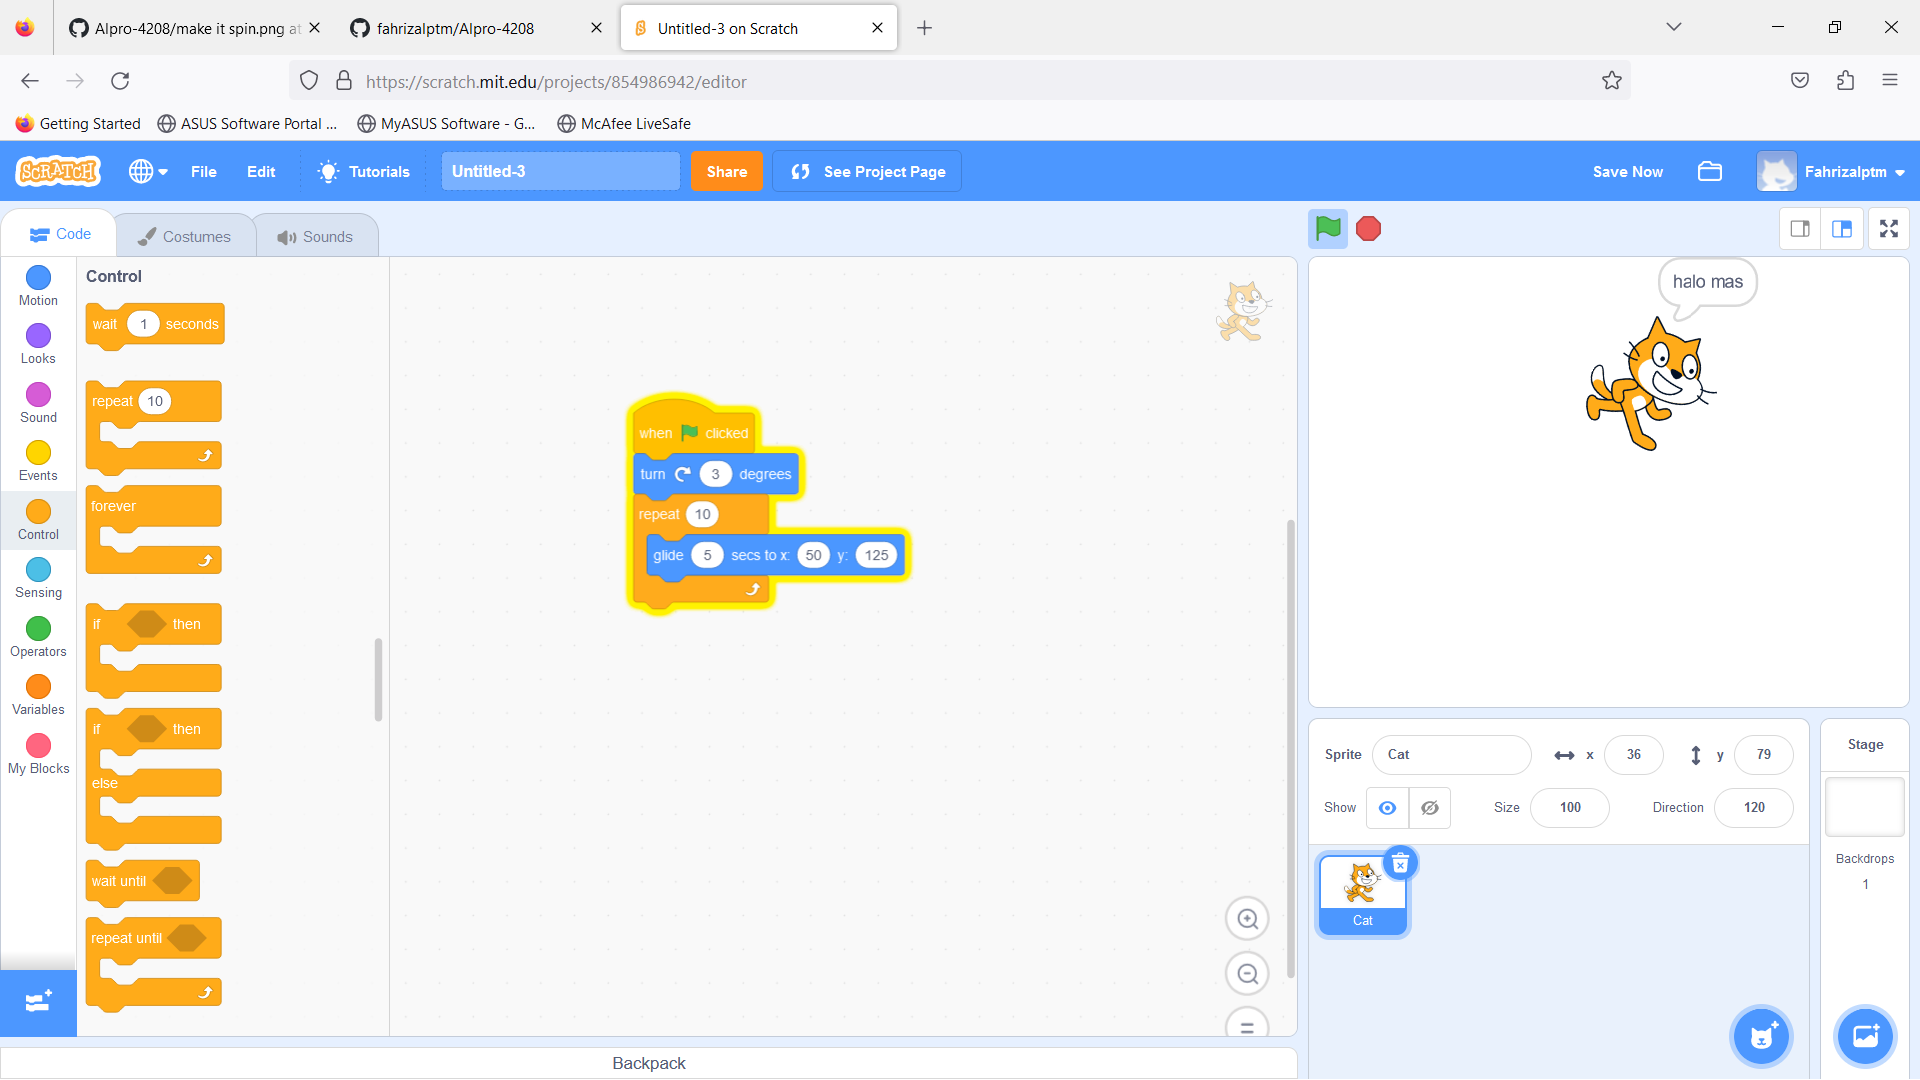 Alpro-4208/make it spin.png at
fahrizalptm/Alpro-4208
Untitled-3 on Scratch
https://scratch.mit.edu/projects/854986942/editor
Getting Started
ASUS Software Portal ...
MyASUS Software - G...
McAfee LiveSafe
SCRATCH
File
Edit
Tutorials
Untitled-3
Share
See Project Page
Save Now
Fahrizalptm
Code
Costumes
Sounds
Motion
Looks
Sound
Events
Control
Sensing
Operators
Variables
My Blocks
Control
wait 1 seconds
repeat 10
forever
if then
if then
else
wait until
repeat until
when clicked
turn 3 degrees
repeat 10
glide 5 secs to x: 50 y: 125
halo mas
Sprite Cat x 36 y 79
Show Size 100 Direction 120
Cat
Stage
Backdrops
1
Backpack